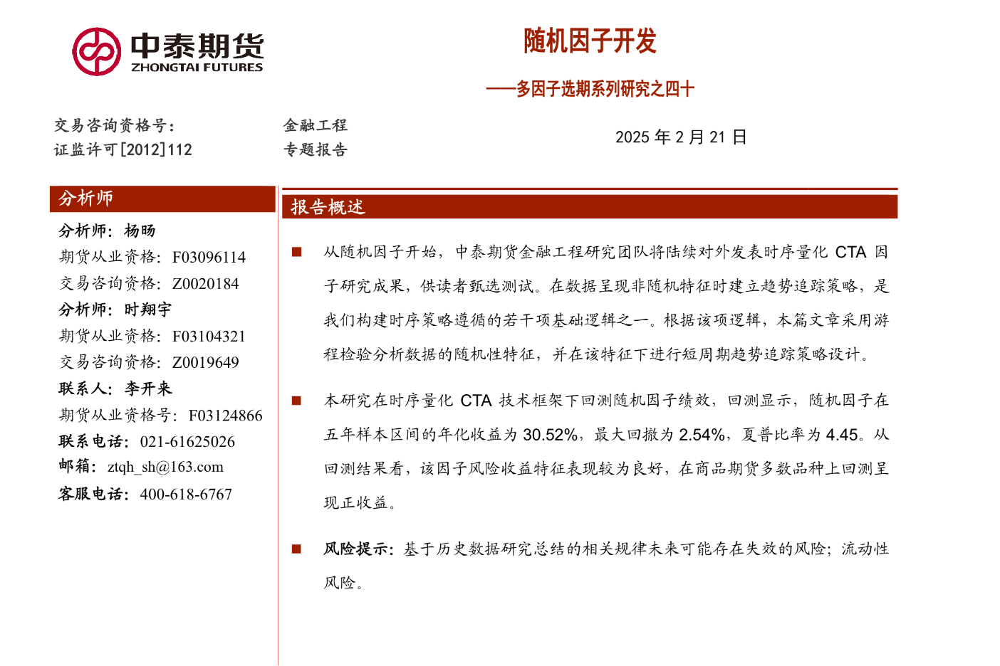 中泰期货
ZHONGTAI FUTURES
随机因子开发
——多因子选期系列研究之四十
交易咨询资格号：
证监许可[2012]112
金融工程
专题报告
2025 年 2 月 21 日
分析师
分析师：杨旸
期货从业资格：F03096114
交易咨询资格：Z0020184
分析师：时翔宇
期货从业资格：F03104321
交易咨询资格：Z0019649
联系人：李开来
期货从业资格号：F03124866
联系电话：021-61625026
邮箱：ztqh_sh@163.com
客服电话：400-618-6767
报告概述
■ 从随机因子开始，中泰期货金融工程研究团队将陆续对外发表时序量化 CTA 因
子研究成果，供读者甄选测试。在数据呈现非随机特征时建立趋势追踪策略，是
我们构建时序策略遵循的若干项基础逻辑之一。根据该项逻辑，本篇文章采用游
程检验分析数据的随机性特征，并在该特征下进行短周期趋势追踪策略设计。
■ 本研究在时序量化 CTA 技术框架下回测随机因子绩效，回测显示，随机因子在
五年样本区间的年化收益为 30.52%，最大回撤为 2.54%，夏普比率为 4.45。从
回测结果看，该因子风险收益特征表现较为良好，在商品期货多数品种上回测呈
现正收益。
■ 风险提示：基于历史数据研究总结的相关规律未来可能存在失效的风险；流动性
风险。